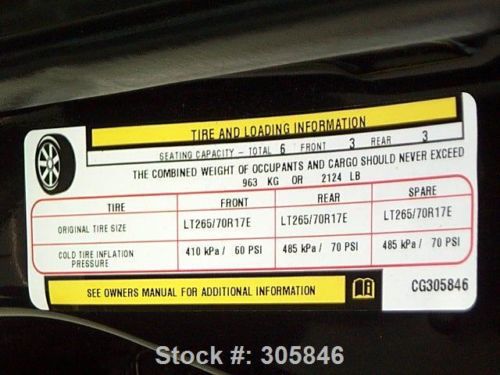 TIRE AND LOADING INFORMATION
SEATING CAPACITY - TOTAL 6 FRONT 3 REAR 3
THE COMBINED WEIGHT OF OCCUPANTS AND CARGO SHOULD NEVER EXCEED
963 KG OR 2124 LB
TIRE FRONT REAR SPARE
ORIGINAL TIRE SIZE LT265/70R17E LT265/70R17E LT265/70R17E
COLD TIRE INFLATION PRESSURE 410 kPa / 60 PSI 485 kPa / 70 PSI 485 kPa / 70 PSI
SEE OWNERS MANUAL FOR ADDITIONAL INFORMATION CG305846
Stock #: 305846